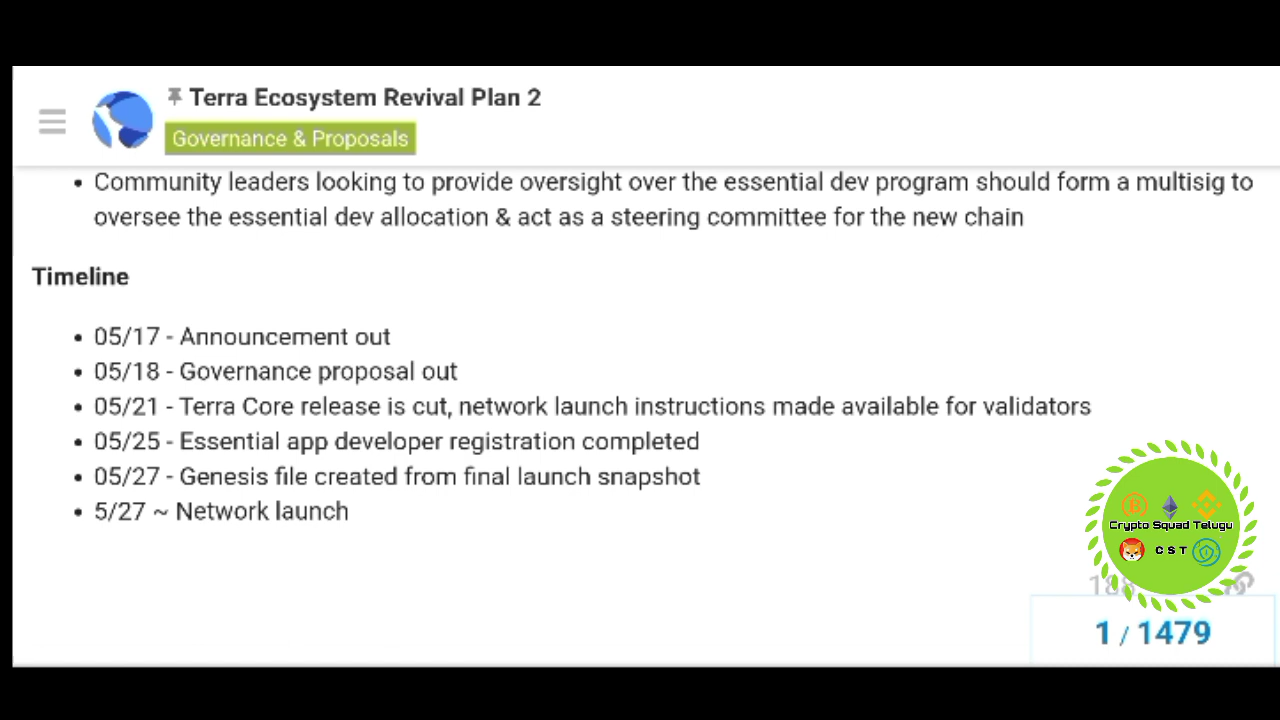 Terra Ecosystem Revival Plan 2
Governance & Proposals
• Community leaders looking to provide oversight over the essential dev program should form a multisig to
oversee the essential dev allocation & act as a steering committee for the new chain
Timeline
• 05/17 - Announcement out
• 05/18 - Governance proposal out
• 05/21 - Terra Core release is cut, network launch instructions made available for validators
• 05/25 - Essential app developer registration completed
• 05/27 - Genesis file created from final launch snapshot
• 5/27 ~ Network launch
Crypto Squad Telugu
C S T
1 / 1479